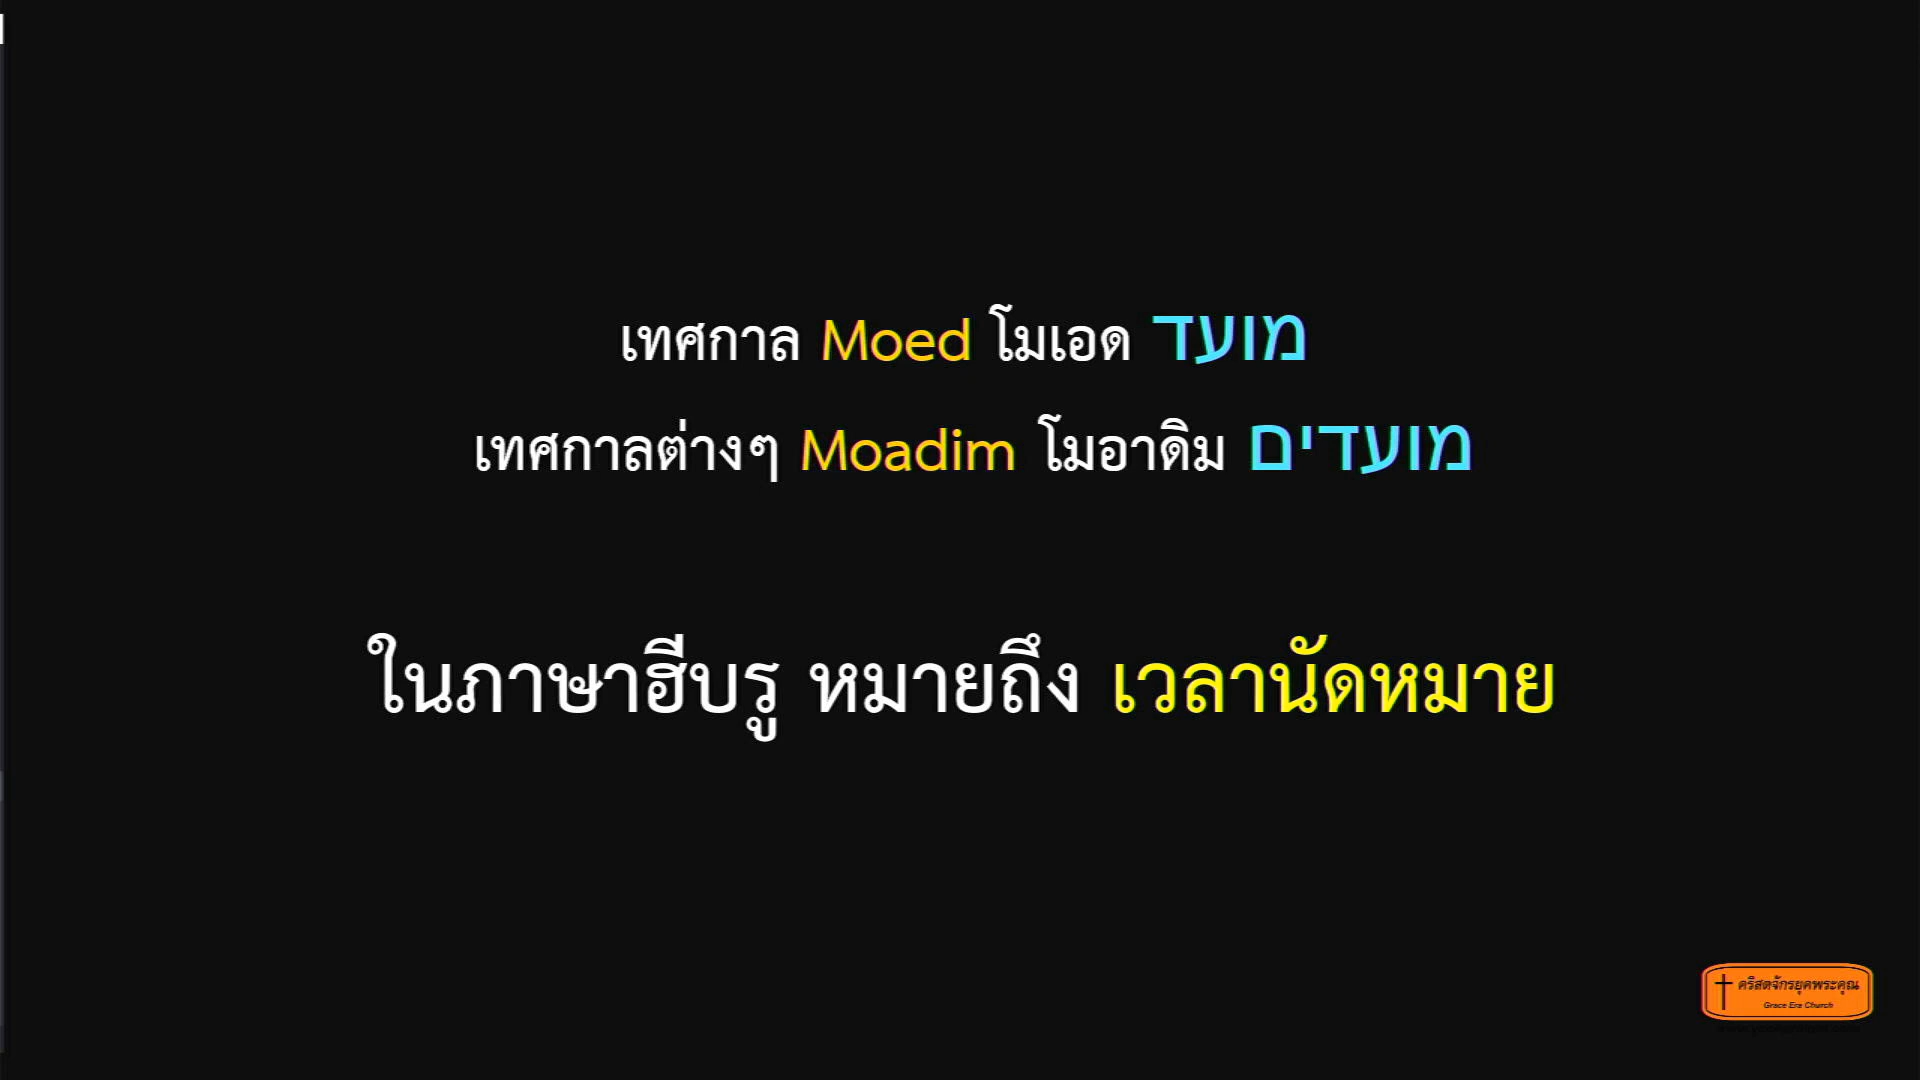 เทศกาล Moed โมเอด מועד
เทศกาลต่างๆ Moadim โมอาดิม מועדים
ในภาษาฮีบรู หมายถึง เวลานัดหมาย
คริสตจักรยุคพระคุณ
Grace Era Church